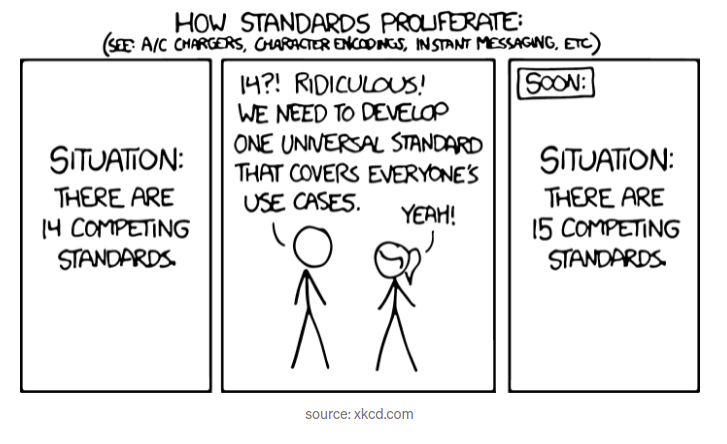 HOW STANDARDS PROLIFERATE:
(SEE: A/C CHARGERS, CHARACTER ENCODINGS, INSTANT MESSAGING, ETC.)
SITUATION:
THERE ARE
14 COMPETING
STANDARDS.
14?! RIDICULOUS!
WE NEED TO DEVELOP
ONE UNIVERSAL STANDARD
THAT COVERS EVERYONE'S
USE CASES.
YEAH!
SOON:
SITUATION:
THERE ARE
15 COMPETING
STANDARDS.
source: xkcd.com